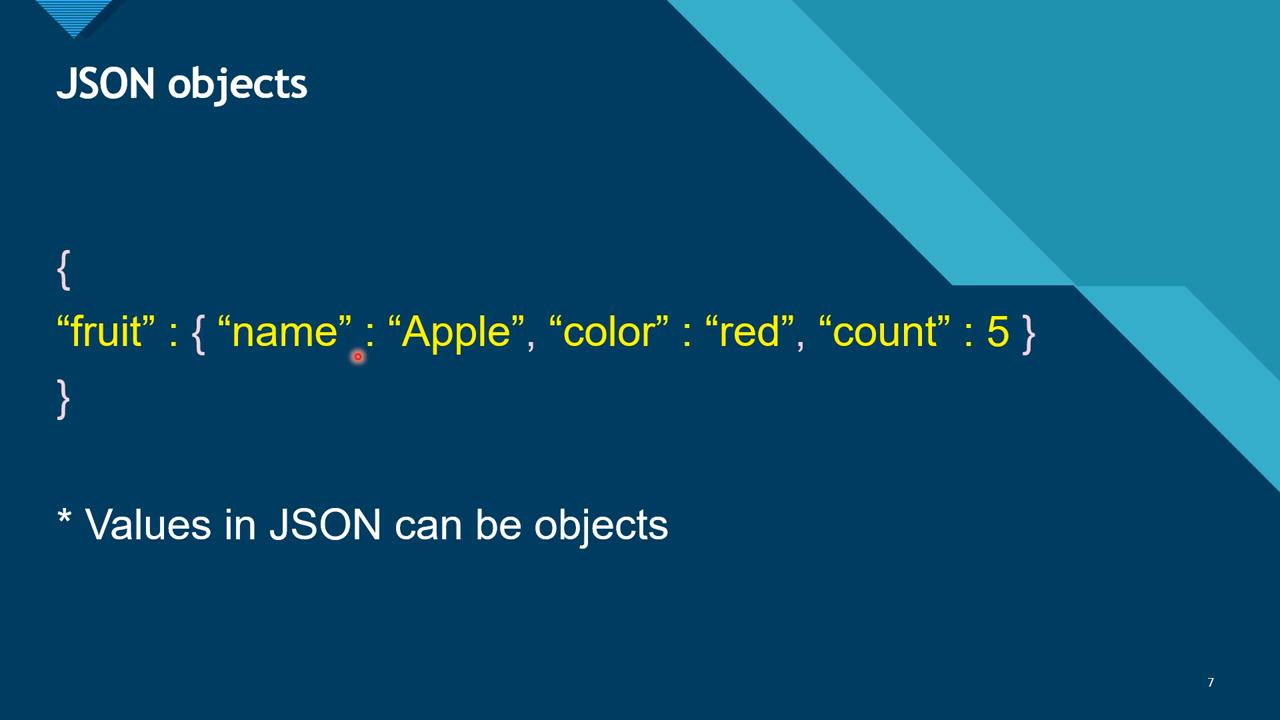 JSON objects
{
“fruit” : { “name” : “Apple”, “color” : “red”, “count” : 5 }
}
* Values in JSON can be objects
7